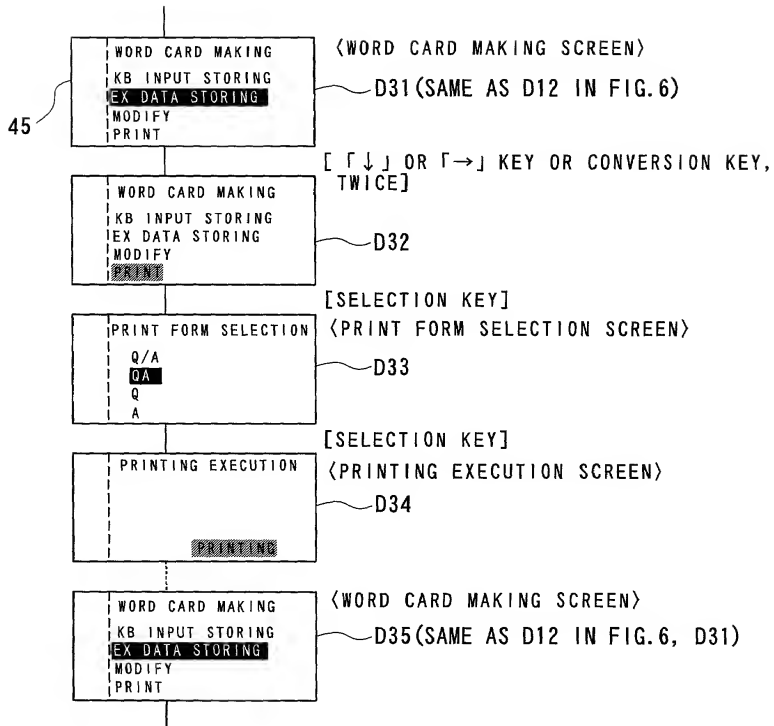 WORD CARD MAKING
KB INPUT STORING
EX DATA STORING
MODIFY
PRINT
45
〈WORD CARD MAKING SCREEN〉
D31(SAME AS D12 IN FIG.6)
[「↓」OR「→」KEY OR CONVERSION KEY,
TWICE]
WORD CARD MAKING
KB INPUT STORING
EX DATA STORING
MODIFY
PRINT
D32
[SELECTION KEY]
PRINT FORM SELECTION
Q/A
QA
Q
A
〈PRINT FORM SELECTION SCREEN〉
D33
[SELECTION KEY]
PRINTING EXECUTION
PRINTING
〈PRINTING EXECUTION SCREEN〉
D34
WORD CARD MAKING
KB INPUT STORING
EX DATA STORING
MODIFY
PRINT
〈WORD CARD MAKING SCREEN〉
D35(SAME AS D12 IN FIG.6, D31)